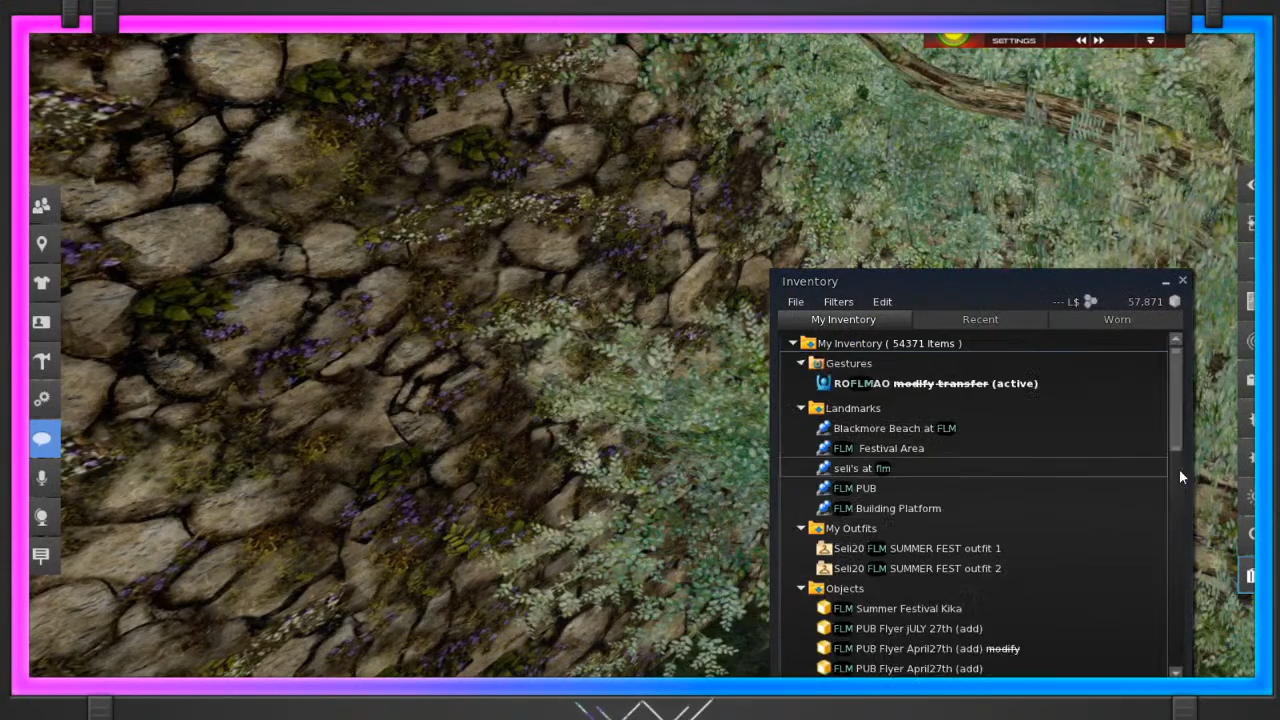 SETTINGS
Inventory
File Filters Edit --- L$ 57,871
My Inventory Recent Worn
My Inventory ( 54371 Items )
Gestures
ROFLMAO modify transfer (active)
Landmarks
Blackmore Beach at FLM
FLM Festival Area
seli's at flm
FLM PUB
FLM Building Platform
My Outfits
Seli20 FLM SUMMER FEST outfit 1
Seli20 FLM SUMMER FEST outfit 2
Objects
FLM Summer Festival Kika
FLM PUB Flyer jULY 27th (add)
FLM PUB Flyer April27th (add) modify
FLM PUB Flyer April27th (add)